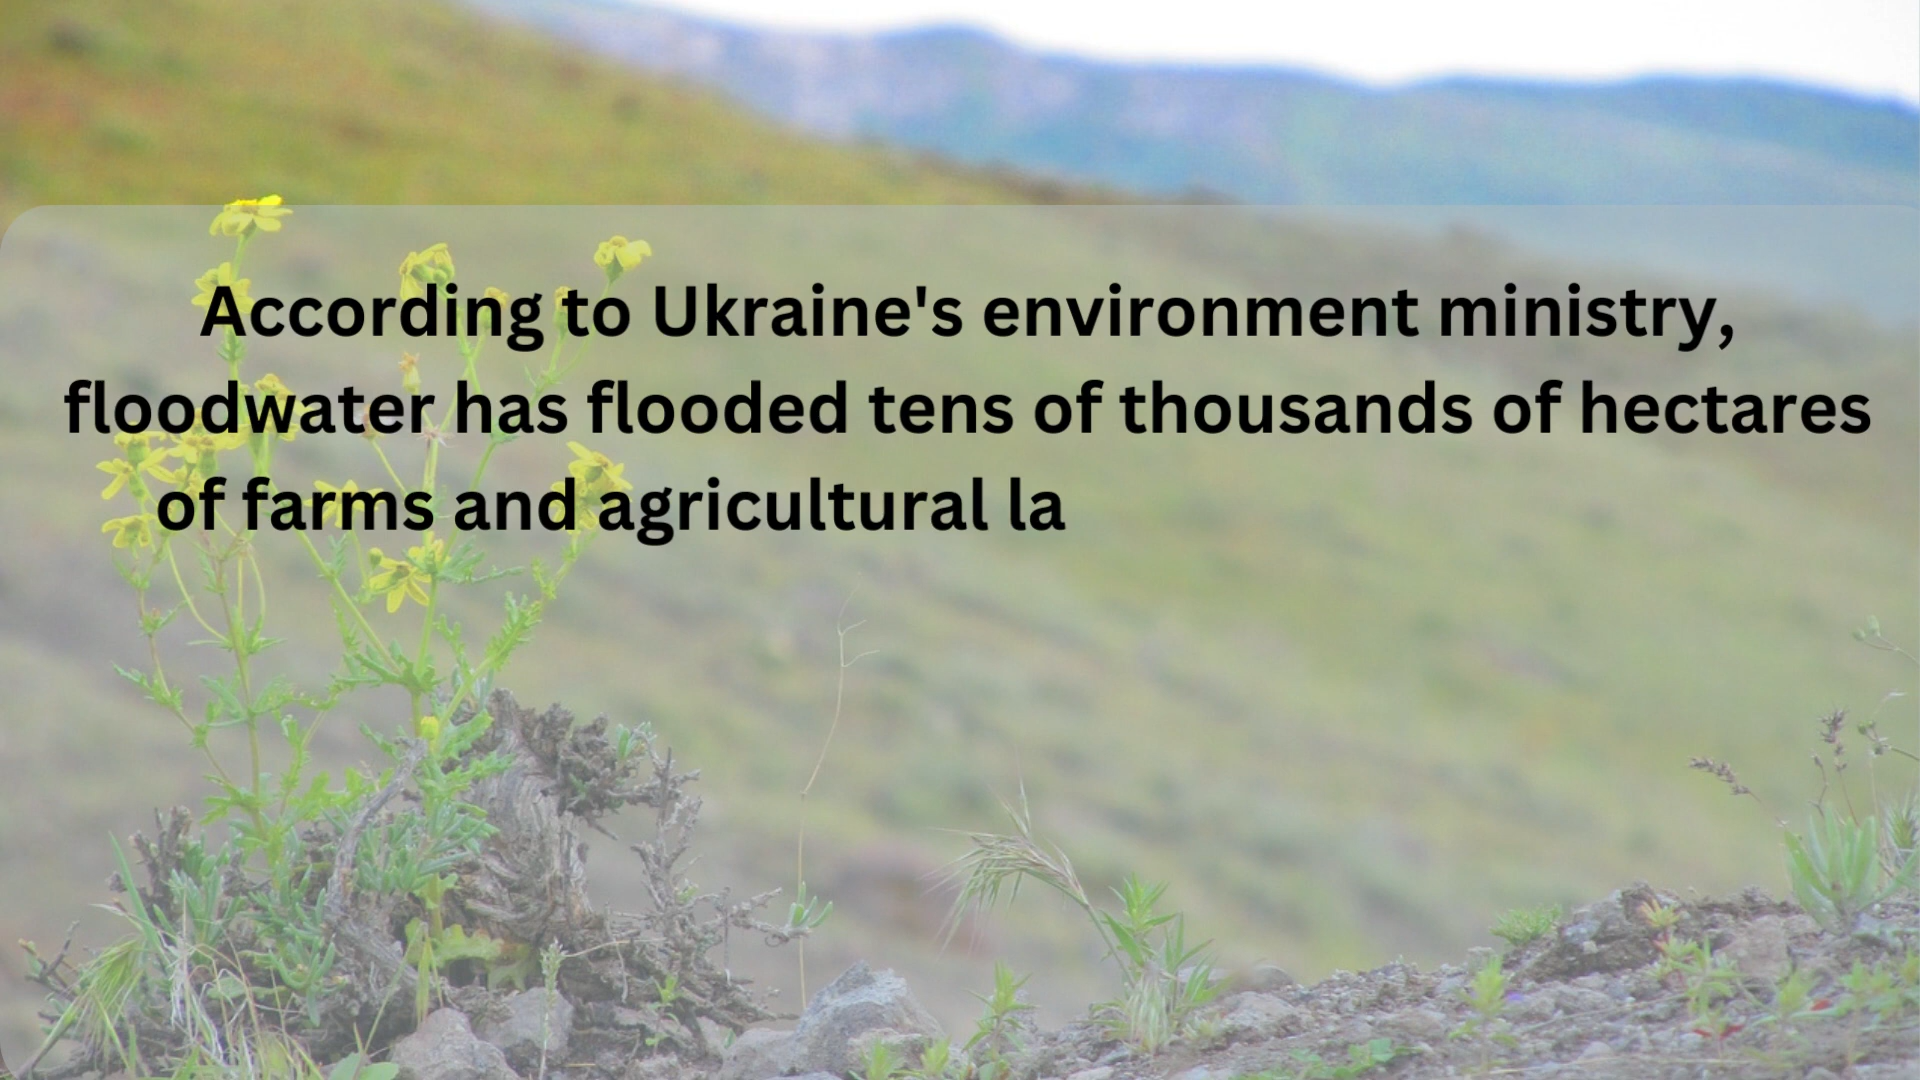 According to Ukraine's environment ministry,
floodwater has flooded tens of thousands of hectares
of farms and agricultural la